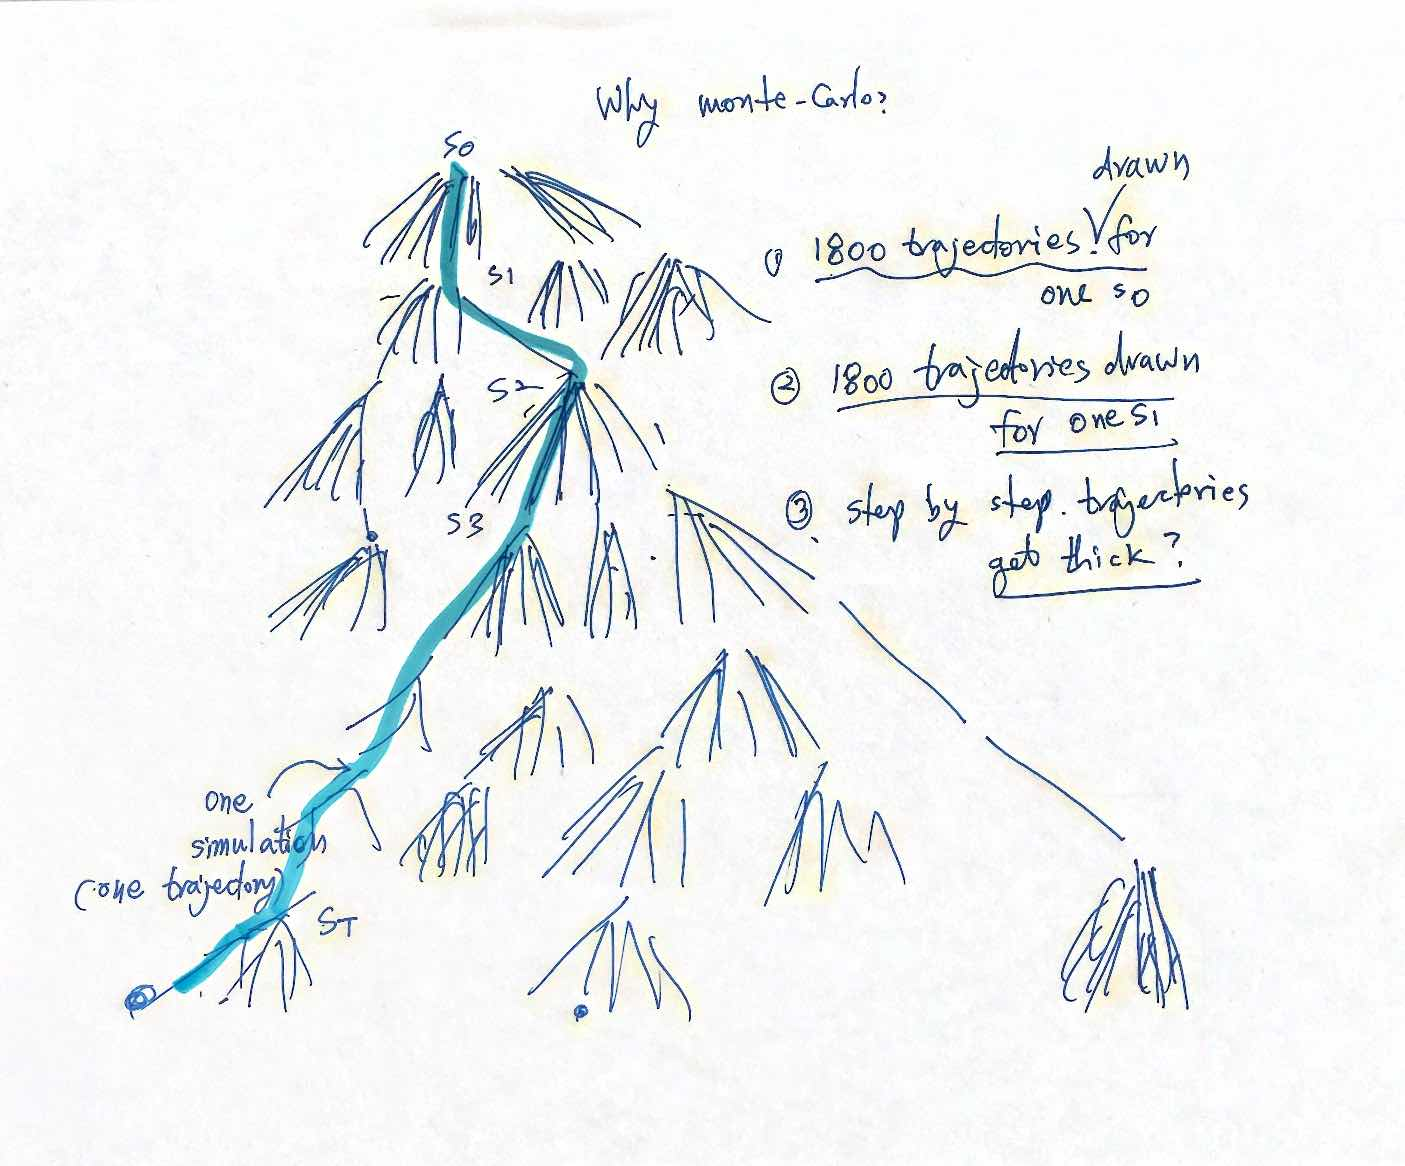 Why monte-Carlo?
S0
drawn
① 1800 trajectories. for
one s0
S1
② 1800 trajectories drawn
for one S1
S2
③ step by step. trajectories
get thick?
S3
one
simulation
(one trajectory)
ST